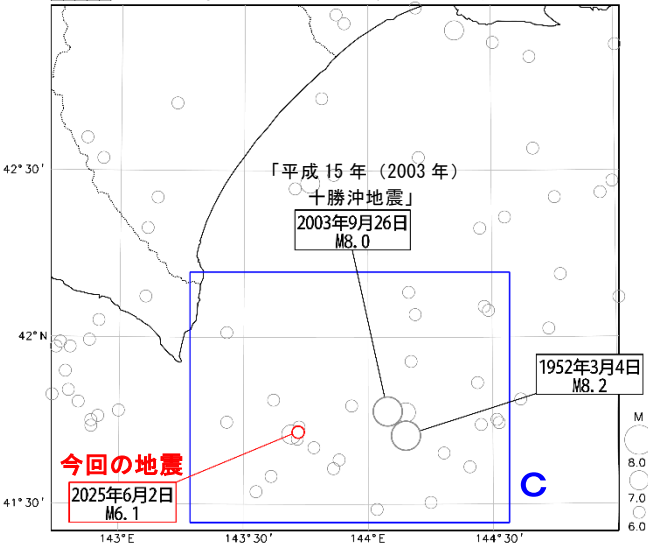 42°30'
「平成 15 年（2003 年）
十勝沖地震」
2003年9月26日
M8.0
42°N
1952年3月4日
M8.2
今回の地震
2025年6月2日
M6.1
C
41°30'
143°E
143°30'
144°E
144°30'
M
8.0
7.0
6.0